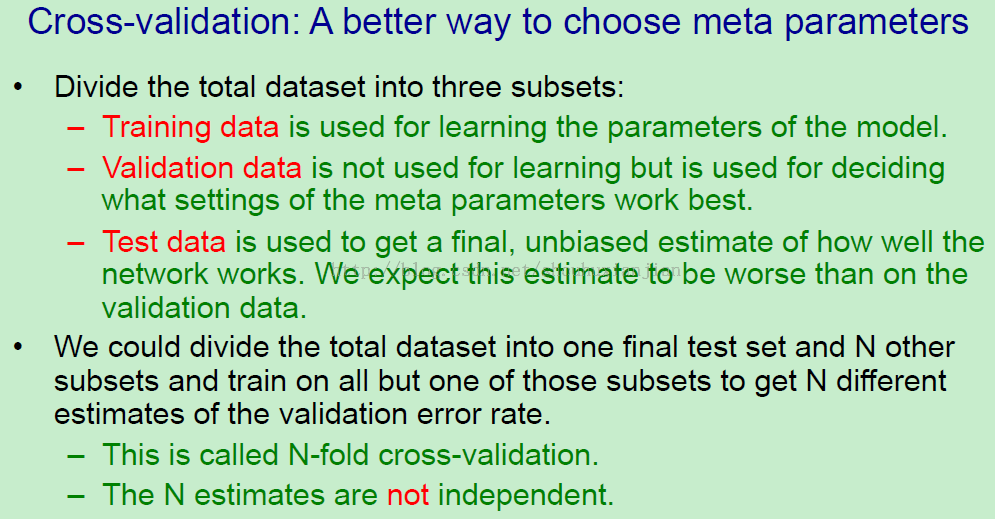 Cross-validation: A better way to choose meta parameters
• Divide the total dataset into three subsets:
– Training data is used for learning the parameters of the model.
– Validation data is not used for learning but is used for deciding
what settings of the meta parameters work best.
– Test data is used to get a final, unbiased estimate of how well the
network works. We expect this estimate to be worse than on the
validation data.
• We could divide the total dataset into one final test set and N other
subsets and train on all but one of those subsets to get N different
estimates of the validation error rate.
– This is called N-fold cross-validation.
– The N estimates are not independent.